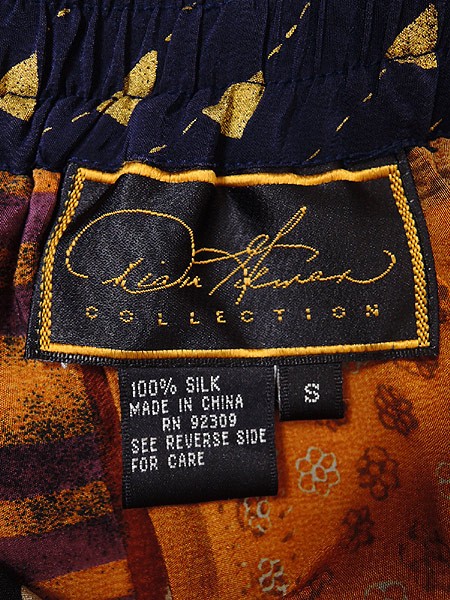 COLLECTION
100% SILK
MADE IN CHINA
RN 92309
SEE REVERSE SIDE
FOR CARE
S